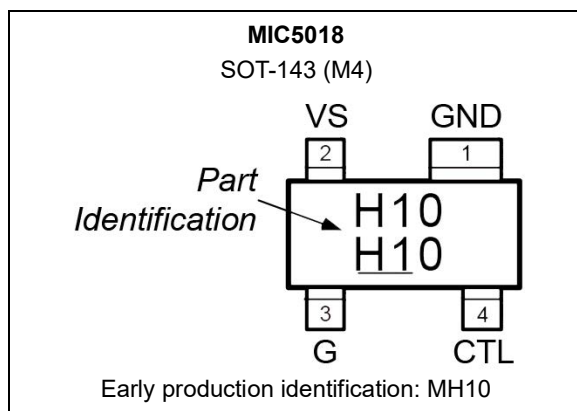 MIC5018
SOT-143 (M4)
VS GND
2 1
Part
Identification
H10
H10
3 4
G CTL
Early production identification: MH10